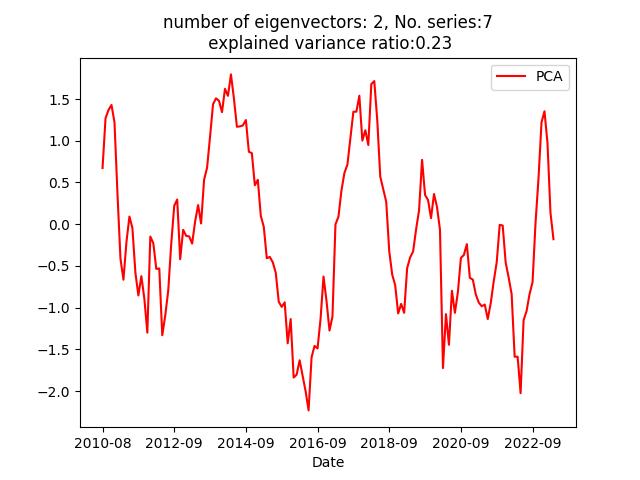 number of eigenvectors: 2, No. series:7
explained variance ratio:0.23
PCA
1.5
1.0
0.5
0.0
−0.5
−1.0
−1.5
−2.0
2010-08 2012-09 2014-09 2016-09 2018-09 2020-09 2022-09
Date